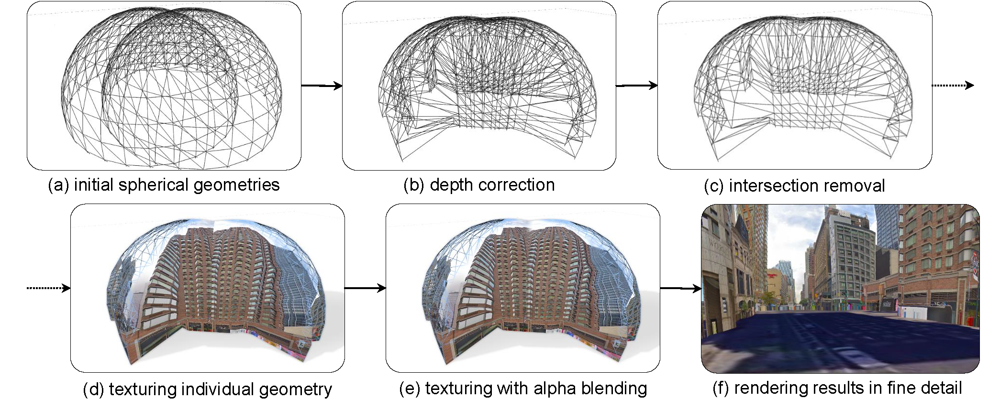 (a) initial spherical geometries
(b) depth correction
(c) intersection removal
(d) texturing individual geometry
(e) texturing with alpha blending
(f) rendering results in fine detail